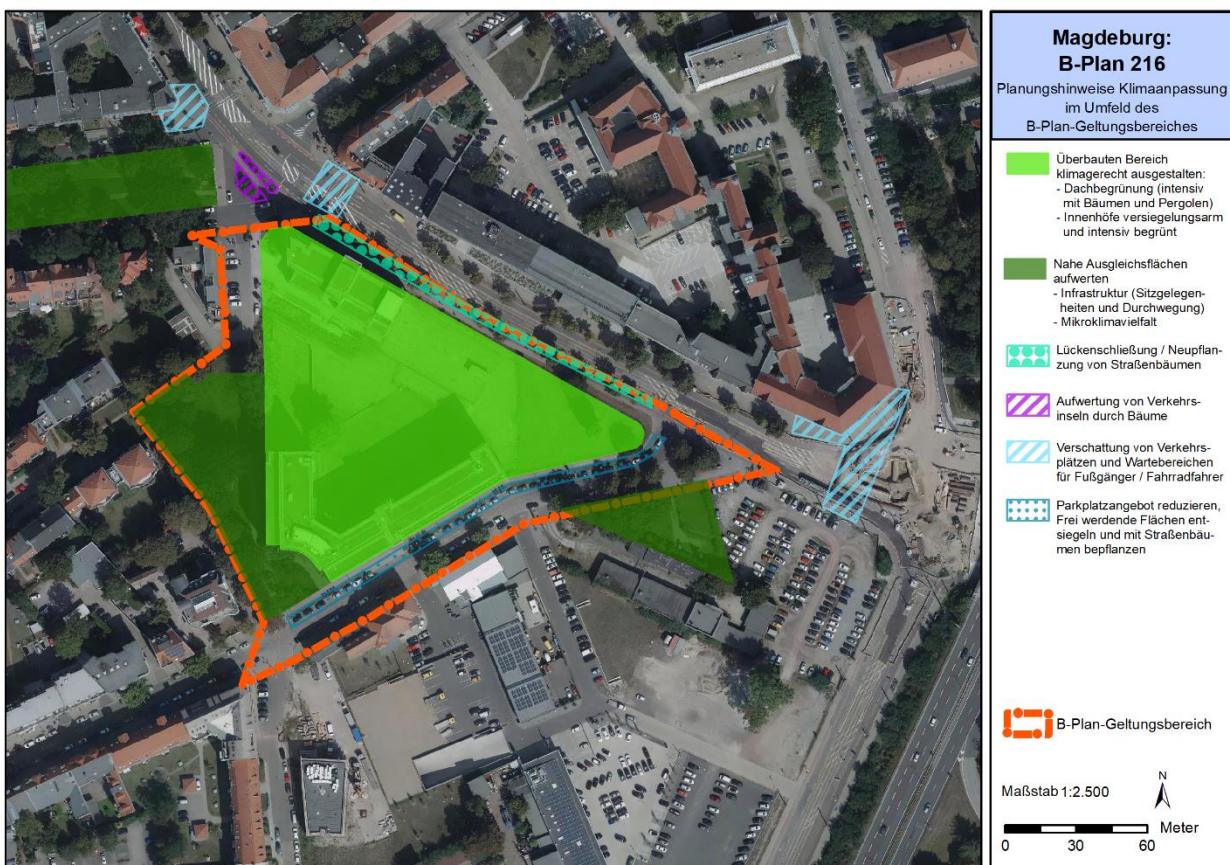 Magdeburg:
B-Plan 216
Planungshinweise Klimaanpassung
im Umfeld des
B-Plan-Geltungsbereiches
Überbauten Bereich
klimagerecht ausgestalten:
- Dachbegrünung (intensiv
mit Bäumen und Pergolen)
- Innenhöfe versiegelungsarm
und intensiv begrünt
Nahe Ausgleichsflächen
aufwerten
- Infrastruktur (Sitzgelegen-
heiten und Durchwegung)
- Mikroklimavielfalt
Lückenschließung / Neupflan-
zung von Straßenbäumen
Aufwertung von Verkehrs-
inseln durch Bäume
Verschattung von Verkehrs-
plätzen und Wartebereichen
für Fußgänger / Fahrradfahrer
Parkplatzangebot reduzieren,
Frei werdende Flächen ent-
siegeln und mit Straßenbäu-
men bepflanzen
B-Plan-Geltungsbereich
Maßstab 1:2.500
N
Meter
0 30 60